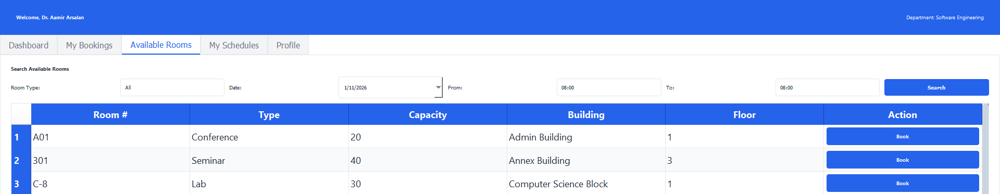 Welcome, Dr. Aamir Arsalan Department: Software Engineering
Dashboard My Bookings Available Rooms My Schedules Profile
Search Available Rooms
Room Type: All Date: 1/11/2026 From: 08:00 To: 08:00 Search
Room # Type Capacity Building Floor Action
1 A01 Conference 20 Admin Building 1 Book
2 301 Seminar 40 Annex Building 3 Book
3 C-8 Lab 30 Computer Science Block 1 Book